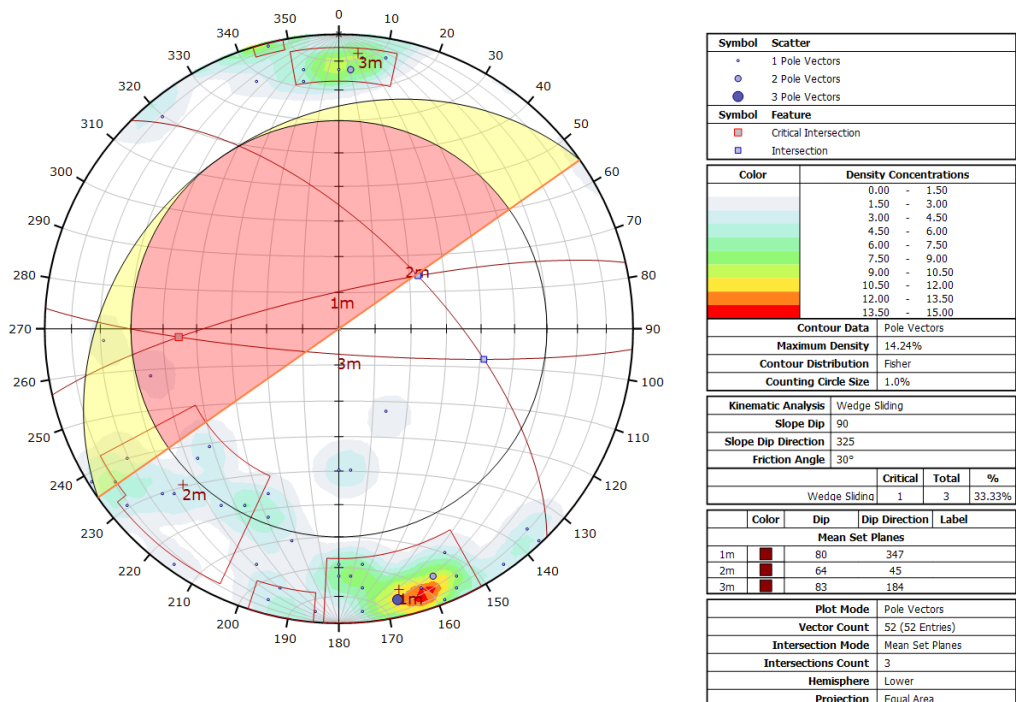 0
350
10
340
20
330
30
320
40
310
50
300
60
290
70
280
80
270
90
260
100
250
110
240
120
230
130
220
140
210
150
200
160
190
170
180
3m
2m
1m
3m
2m
1m
Symbol Scatter
1 Pole Vectors
2 Pole Vectors
3 Pole Vectors
Symbol Feature
Critical Intersection
Intersection
Color Density Concentrations
0.00 - 1.50
1.50 - 3.00
3.00 - 4.50
4.50 - 6.00
6.00 - 7.50
7.50 - 9.00
9.00 - 10.50
10.50 - 12.00
12.00 - 13.50
13.50 - 15.00
Contour Data Pole Vectors
Maximum Density 14.24%
Contour Distribution Fisher
Counting Circle Size 1.0%
Kinematic Analysis Wedge Sliding
Slope Dip 90
Slope Dip Direction 325
Friction Angle 30°
Critical Total %
Wedge Sliding 1 3 33.33%
Color Dip Dip Direction Label
Mean Set Planes
1m 80 347
2m 64 45
3m 83 184
Plot Mode Pole Vectors
Vector Count 52 (52 Entries)
Intersection Mode Mean Set Planes
Intersections Count 3
Hemisphere Lower
Projection Equal Area